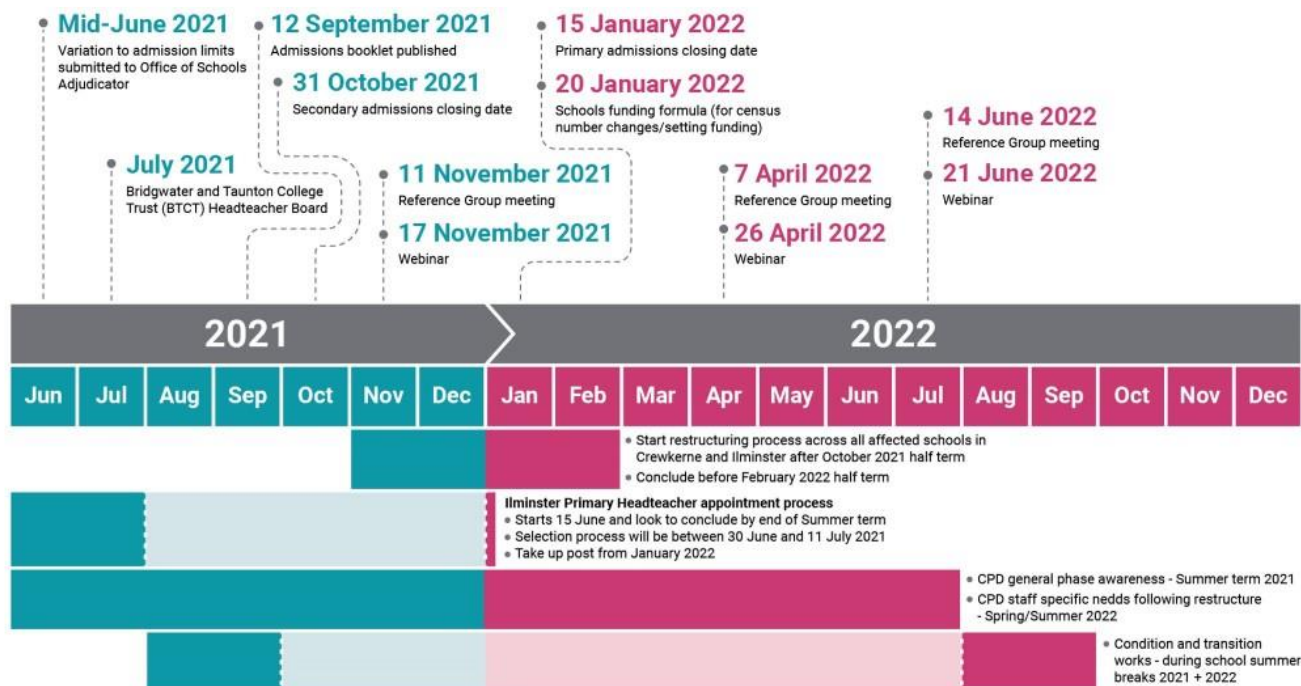 Mid-June 2021
Variation to admission limits
submitted to Office of Schools
Adjudicator
July 2021
Bridgwater and Taunton College
Trust (BTCT) Headteacher Board
12 September 2021
Admissions booklet published
31 October 2021
Secondary admissions closing date
11 November 2021
Reference Group meeting
17 November 2021
Webinar
15 January 2022
Primary admissions closing date
20 January 2022
Schools funding formula (for census
number changes/setting funding)
7 April 2022
Reference Group meeting
26 April 2022
Webinar
14 June 2022
Reference Group meeting
21 June 2022
Webinar
2021 2022
Jun Jul Aug Sep Oct Nov Dec Jan Feb Mar Apr May Jun Jul Aug Sep Oct Nov Dec
• Start restructuring process across all affected schools in
Crewkerne and Ilminster after October 2021 half term
• Conclude before February 2022 half term
Ilminster Primary Headteacher appointment process
• Starts 15 June and look to conclude by end of Summer term
• Selection process will be between 30 June and 11 July 2021
• Take up post from January 2022
• CPD general phase awareness - Summer term 2021
• CPD staff specific nedds following restructure
- Spring/Summer 2022
• Condition and transition
works - during school summer
breaks 2021 + 2022